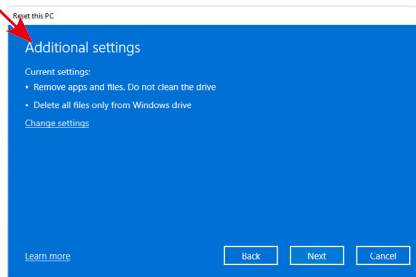 Reset this PC
Additional settings
Current settings:
• Remove apps and files. Do not clean the drive
• Delete all files only from Windows drive
Change settings
Learn more
Back
Next
Cancel